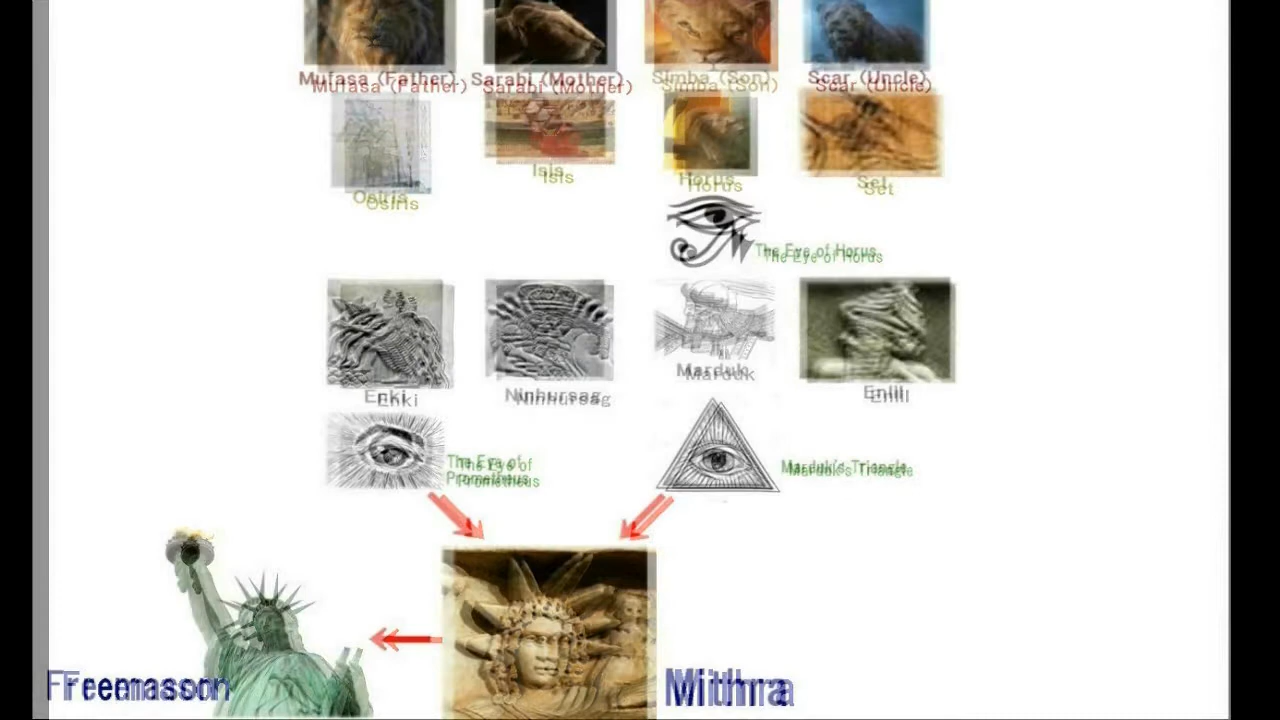 Mufasa (Father) Sarabi (Mother) Simba (Son) Scar (Uncle)
Osiris Isis Horus Set
The Eye of Horus
Enki Ninhursag Marduk Enlil
The Eye of
Prometheus
Marduk's Triangle
Freemasson Mithra